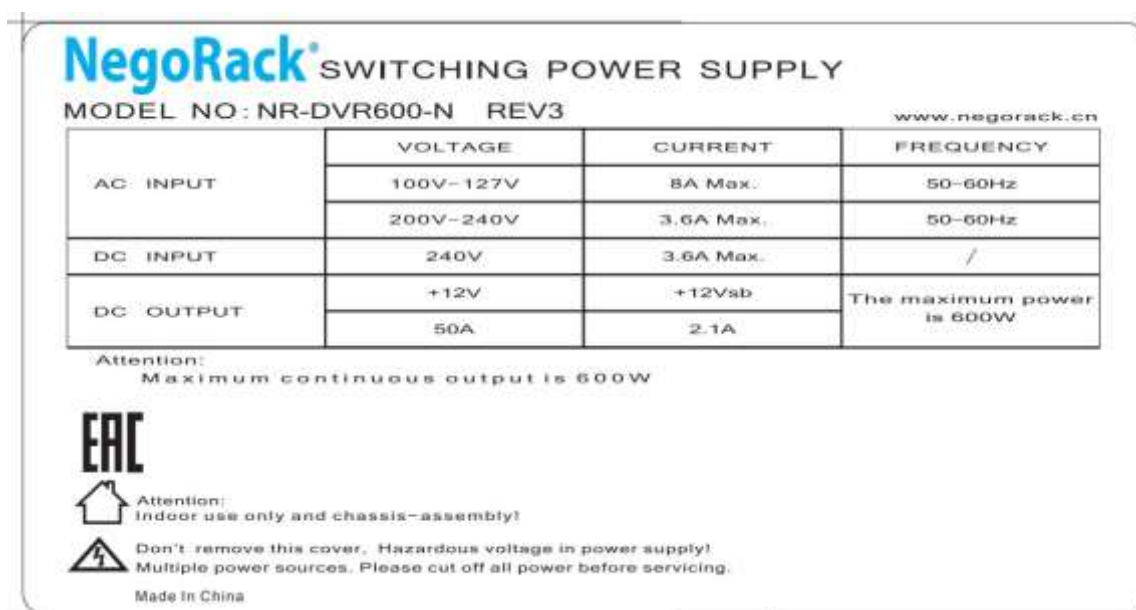 NegoRack® SWITCHING POWER SUPPLY
MODEL NO: NR-DVR600-N REV3
www.negorack.cn
VOLTAGE CURRENT FREQUENCY
AC INPUT
100V-127V 8A Max. 50-60Hz
200V-240V 3.6A Max. 50-60Hz
DC INPUT 240V 3.6A Max. /
DC OUTPUT
+12V +12Vsb
50A 2.1A
The maximum power
is 600W
Attention:
Maximum continuous output is 600W
EAC
Attention:
Indoor use only and chassis-assembly!
Don't remove this cover, Hazardous voltage in power supply!
Multiple power sources. Please cut off all power before servicing.
Made In China